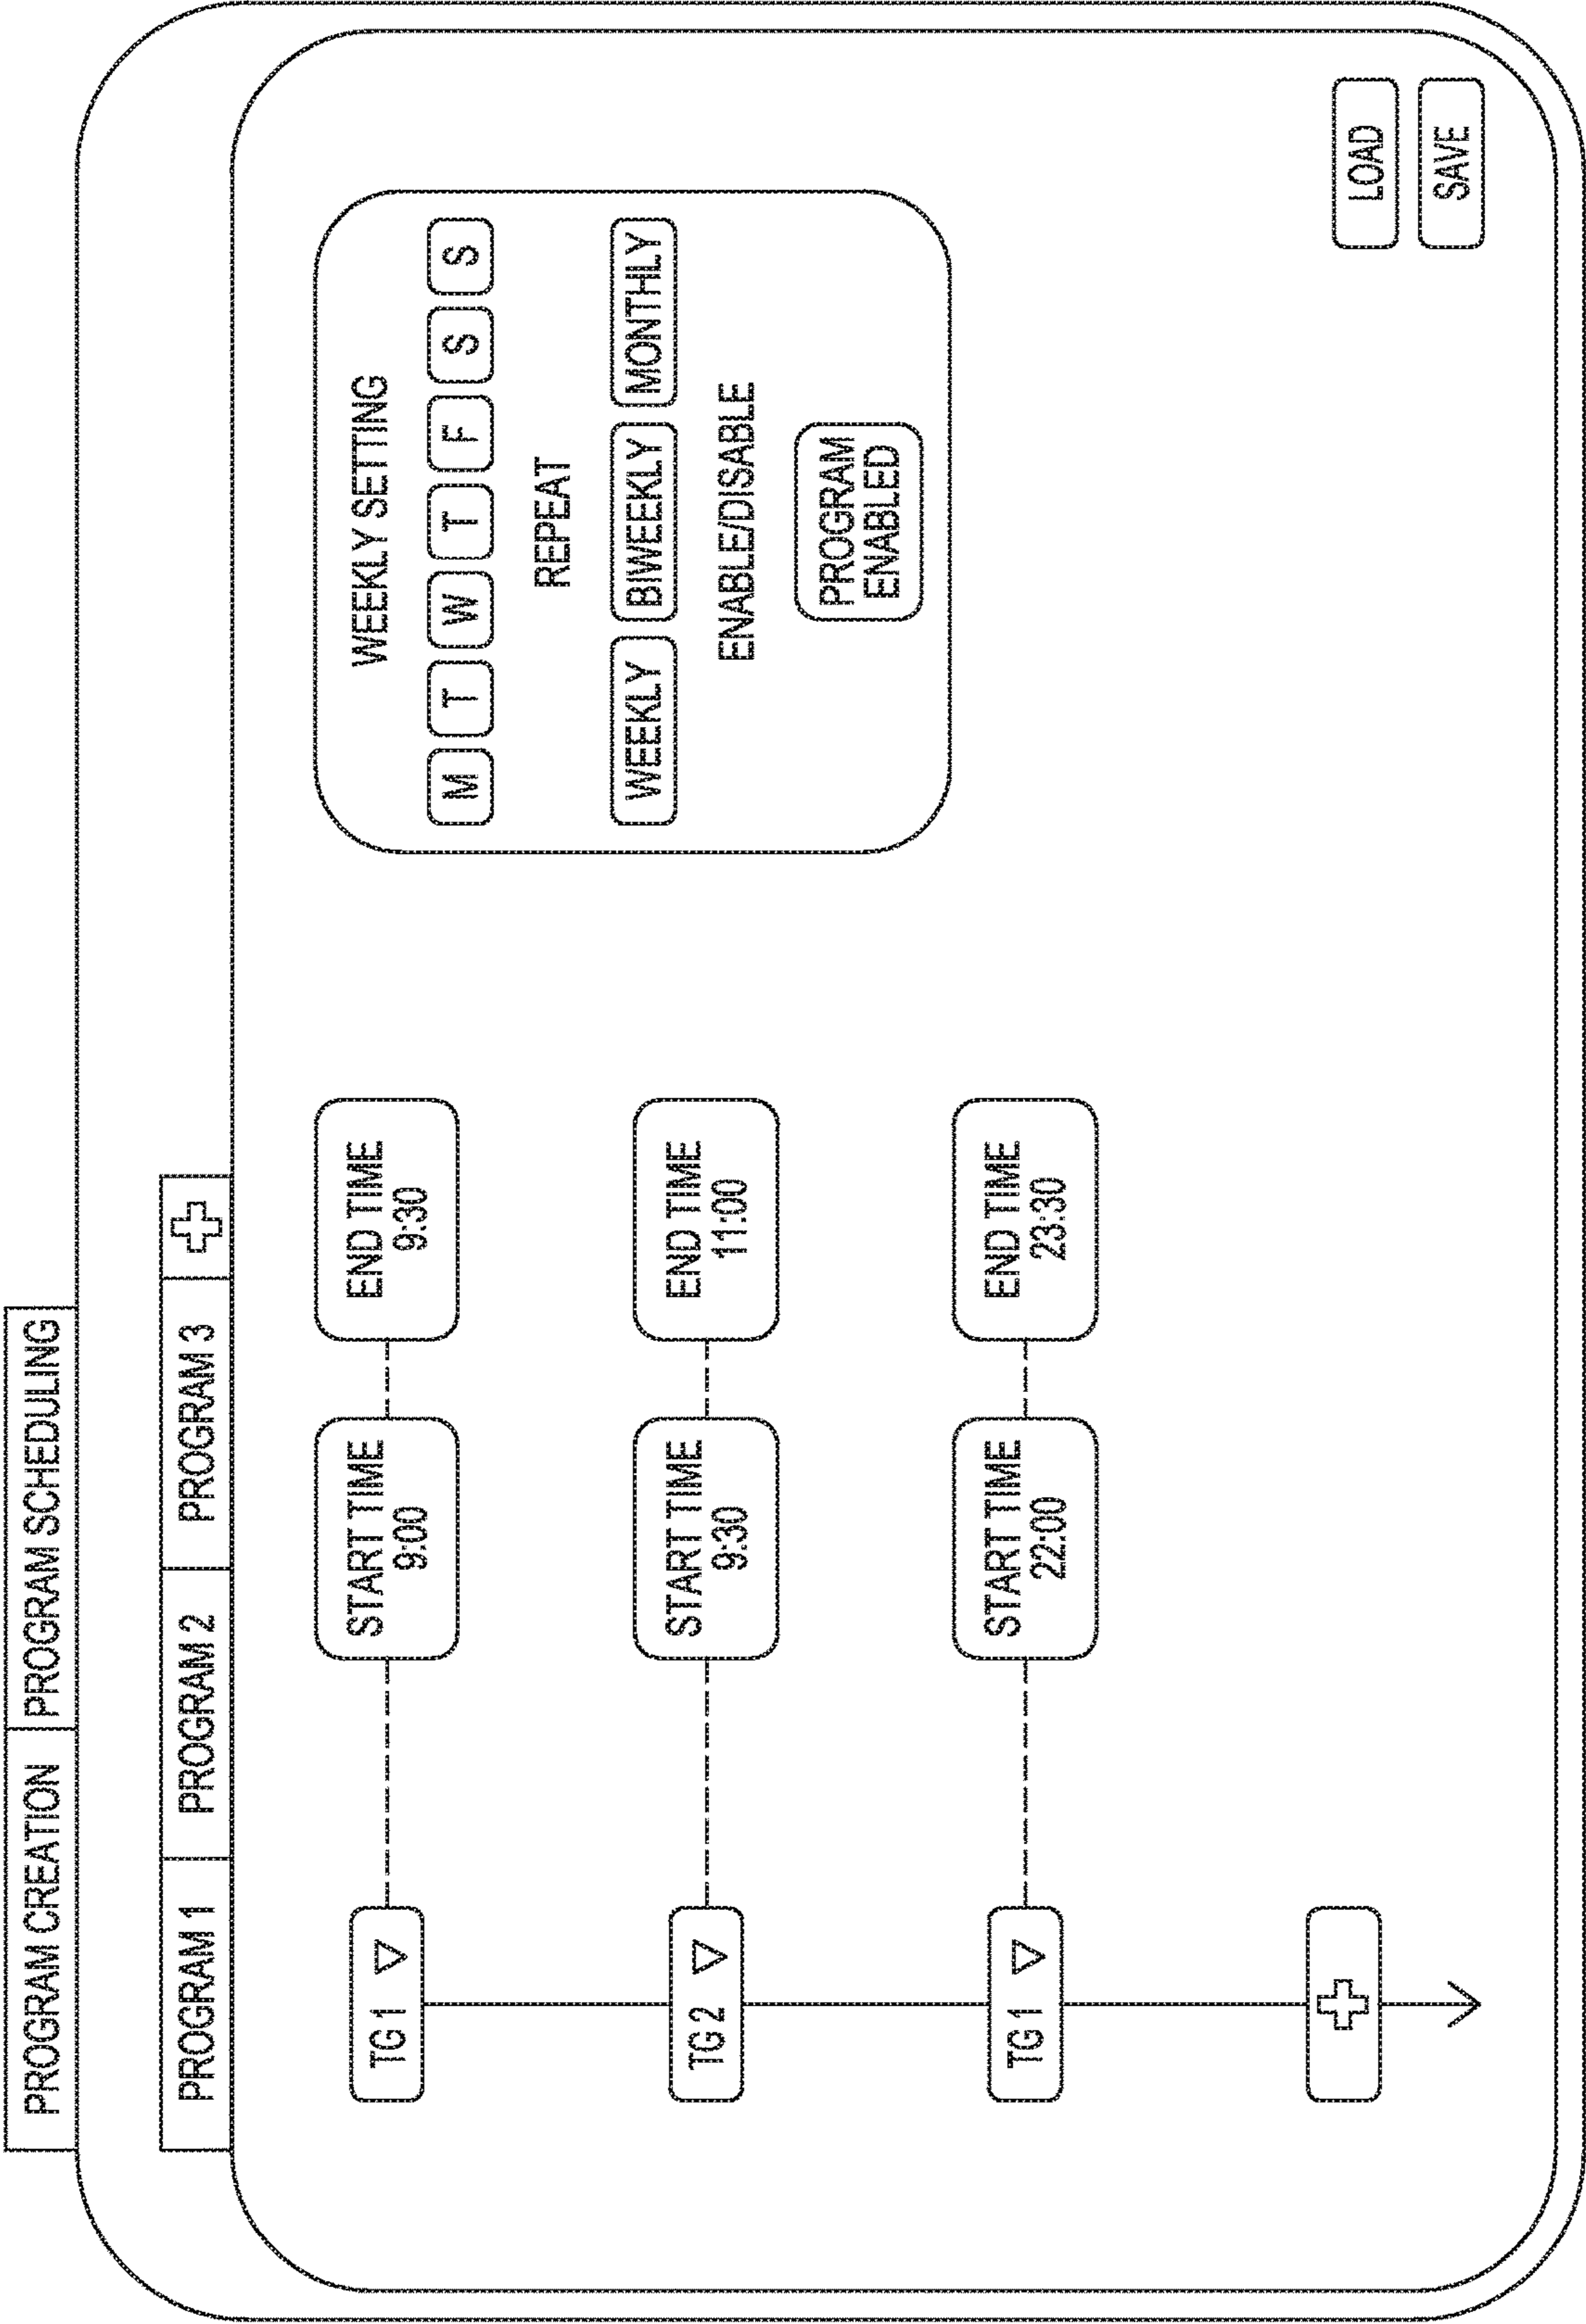 PROGRAM CREATION
PROGRAM SCHEDULING
PROGRAM 1
PROGRAM 2
PROGRAM 3
TG 1
START TIME
9:00
END TIME
9:30
TG 2
START TIME
9:30
END TIME
11:00
TG 1
START TIME
22:00
END TIME
23:30
WEEKLY SETTING
M T W T F S S
REPEAT
WEEKLY BIWEEKLY MONTHLY
ENABLE/DISABLE
PROGRAM
ENABLED
LOAD
SAVE